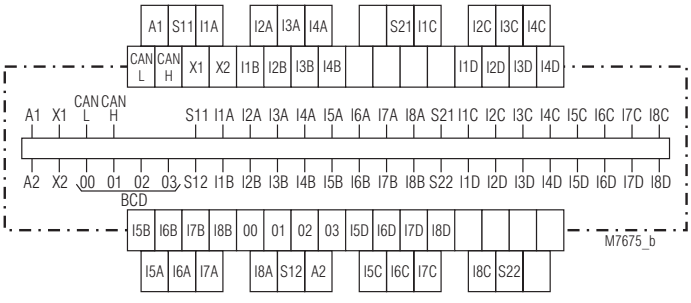 A1 S11 I1A I2A I3A I4A S21 I1C I2C I3C I4C
CAN L CAN H X1 X2 I1B I2B I3B I4B I1D I2D I3D I4D
A1 X1 CAN L CAN H S11 I1A I2A I3A I4A I5A I6A I7A I8A S21 I1C I2C I3C I4C I5C I6C I7C I8C
A2 X2 00 01 02 03 S12 I1B I2B I3B I4B I5B I6B I7B I8B S22 I1D I2D I3D I4D I5D I6D I7D I8D
BCD
I5B I6B I7B I8B 00 01 02 03 I5D I6D I7D I8D
M7675_b
I5A I6A I7A I8A S12 A2 I5C I6C I7C I8C S22